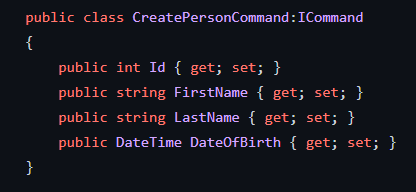 public class CreatePersonCommand:ICommand
{
    public int Id { get; set; }
    public string FirstName { get; set; }
    public string LastName { get; set; }
    public DateTime DateOfBirth { get; set; }
}